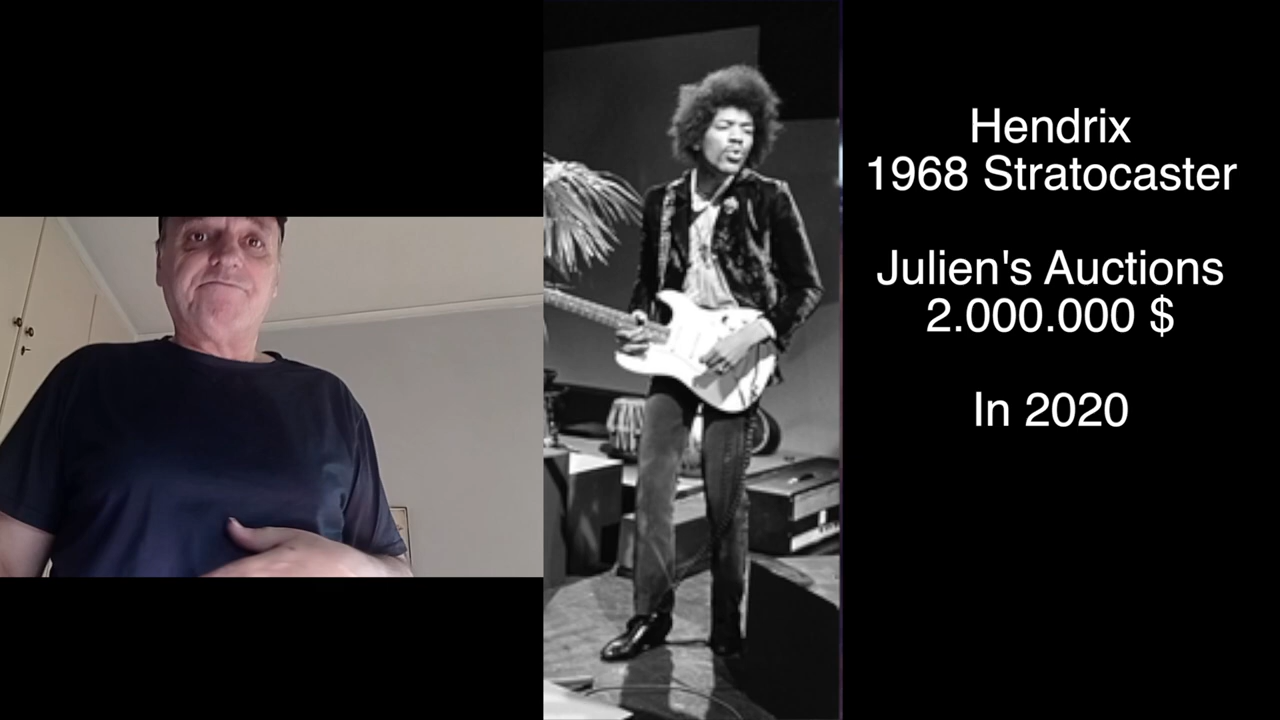 Hendrix
1968 Stratocaster
Julien's Auctions
2.000.000 $
In 2020